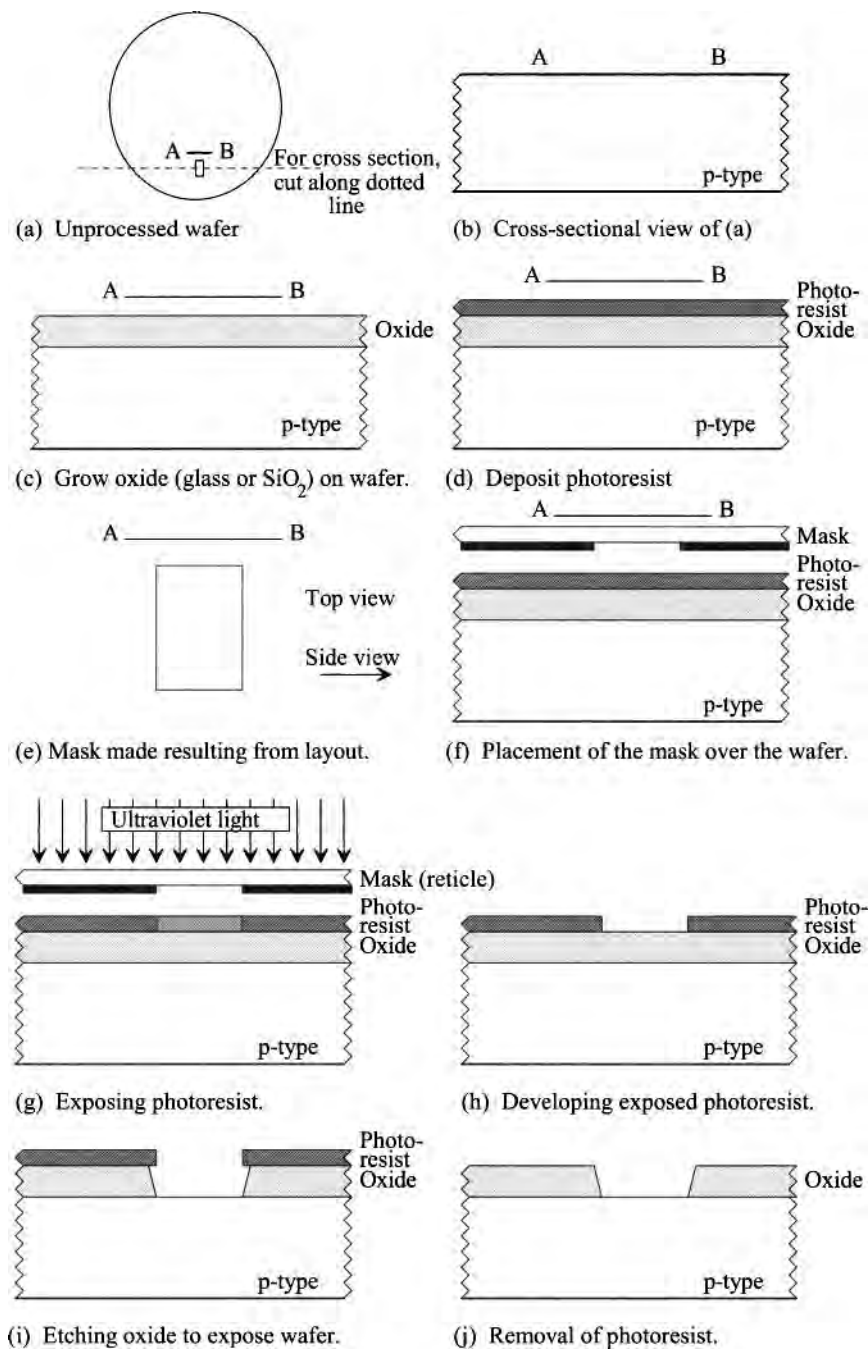 A B
For cross section,
cut along dotted
line
(a) Unprocessed wafer
A B
p-type
(b) Cross-sectional view of (a)
A B
Oxide
p-type
(c) Grow oxide (glass or SiO₂) on wafer.
A B
Photo-
resist
Oxide
p-type
(d) Deposit photoresist
A B
Top view
Side view
(e) Mask made resulting from layout.
A B
Mask
Photo-
resist
Oxide
p-type
(f) Placement of the mask over the wafer.
Ultraviolet light
Mask (reticle)
Photo-
resist
Oxide
p-type
(g) Exposing photoresist.
Photo-
resist
Oxide
p-type
(h) Developing exposed photoresist.
Photo-
resist
Oxide
p-type
(i) Etching oxide to expose wafer.
Oxide
p-type
(j) Removal of photoresist.